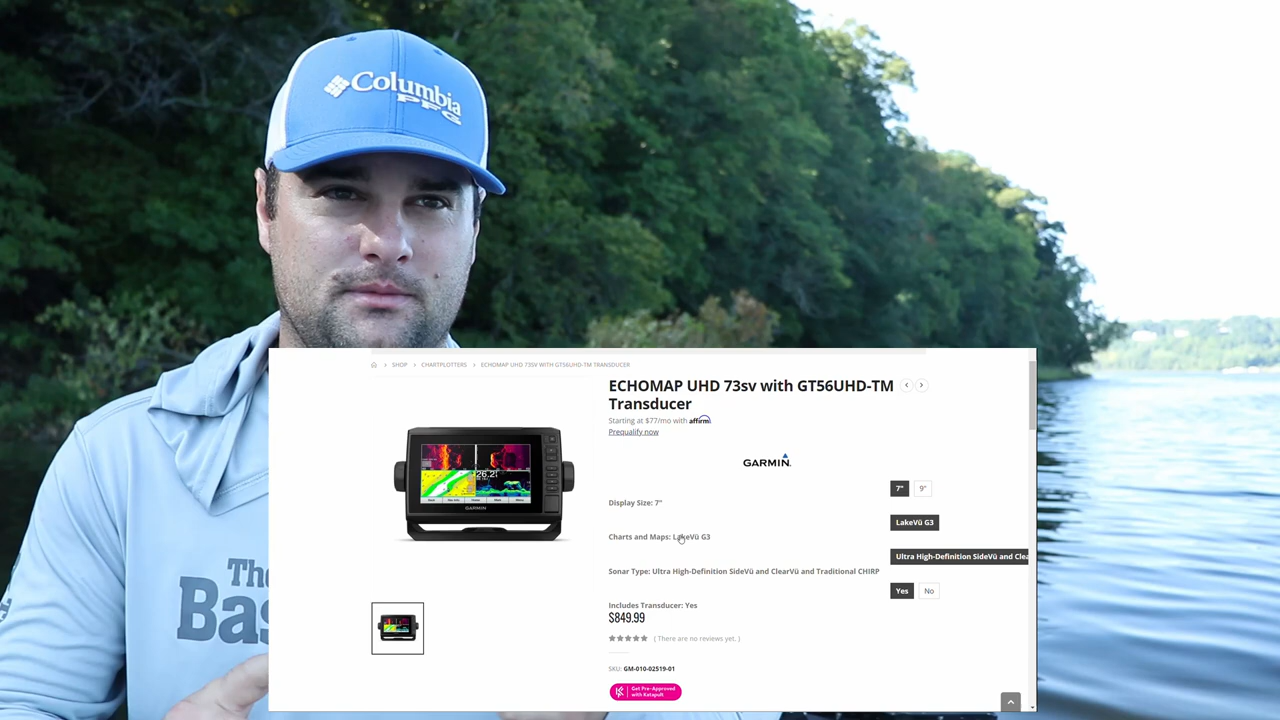 Columbia
PFG
The
Bas
SHOP > CHARTPLOTTERS > ECHOMAP UHD 73SV WITH GT56UHD-TM TRANSDUCER
ECHOMAP UHD 73sv with GT56UHD-TM
Transducer
Starting at $77/mo with affirm
Prequalify now
GARMIN
7" 9"
Display Size: 7"
LakeVü G3
Charts and Maps: LakeVü G3
Ultra High-Definition SideVü and Clea
Sonar Type: Ultra High-Definition SideVü and ClearVü and Traditional CHIRP
Yes No
Includes Transducer: Yes
$849.99
( There are no reviews yet. )
SKU: GM-010-02519-01
Get Pre-Approved
with Katapult
26.2
GARMIN